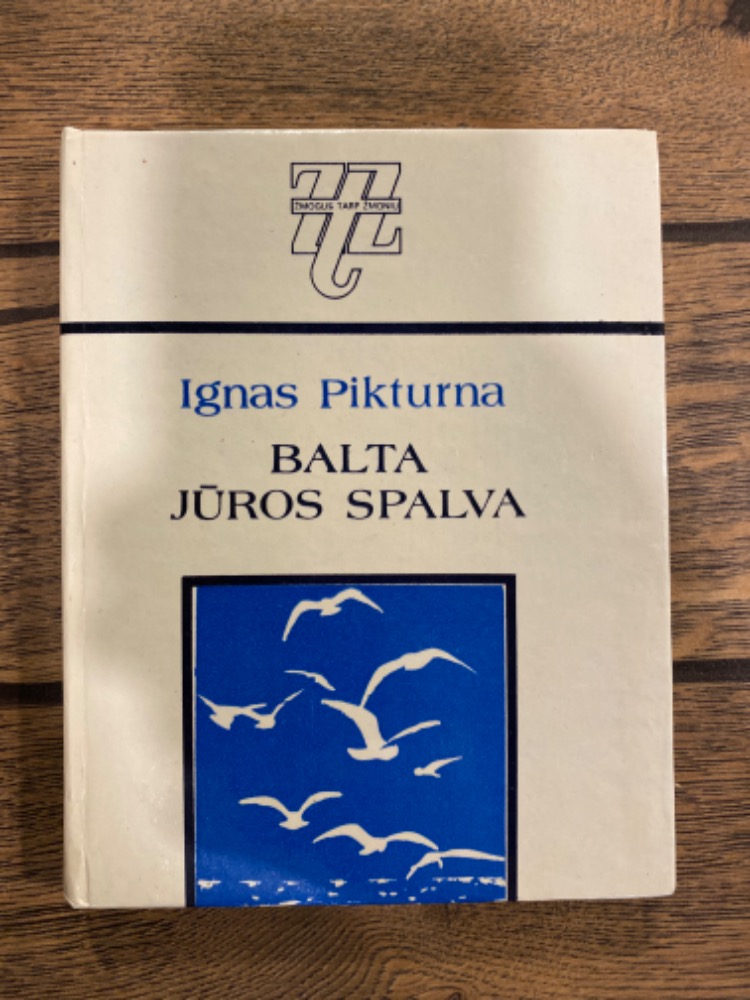 ŽMOGUS TARP ŽMONIŲ
Ignas Pikturna
BALTA
JŪROS SPALVA